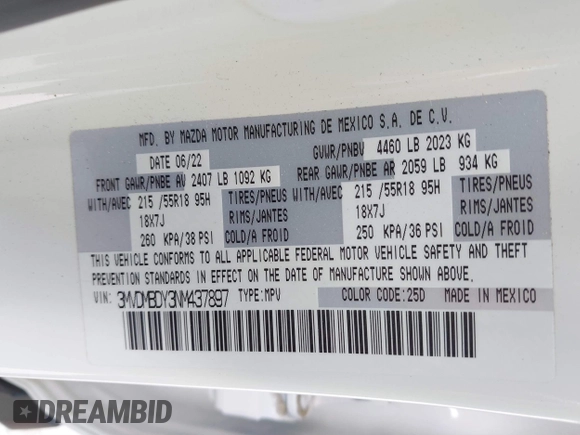 MFD. BY MAZDA MOTOR MANUFACTURING DE MEXICO S.A. DE C.V.
DATE 06/22 GVWR/PNBV 4460 LB 2023 KG
FRONT GAWR/PNBE AV 2407 LB 1092 KG REAR GAWR/PNBE AR 2059 LB 934 KG
WITH/AVEC 215 /55R18 95H TIRES/PNEUS WITH/AVEC 215 /55R18 95H TIRES/PNEUS
18X7J RIMS/JANTES 18X7J RIMS/JANTES
260 KPA/38 PSI COLD/A FROID 250 KPA/36 PSI COLD/A FROID
THIS VEHICLE CONFORMS TO ALL APPLICABLE FEDERAL MOTOR VEHICLE SAFETY AND THEFT
PREVENTION STANDARDS IN EFFECT ON THE DATE OF MANUFACTURE SHOWN ABOVE.
VIN: 3MVDMBDY3NM437897 TYPE:MPV COLOR CODE:25D MADE IN MEXICO
DREAMBID